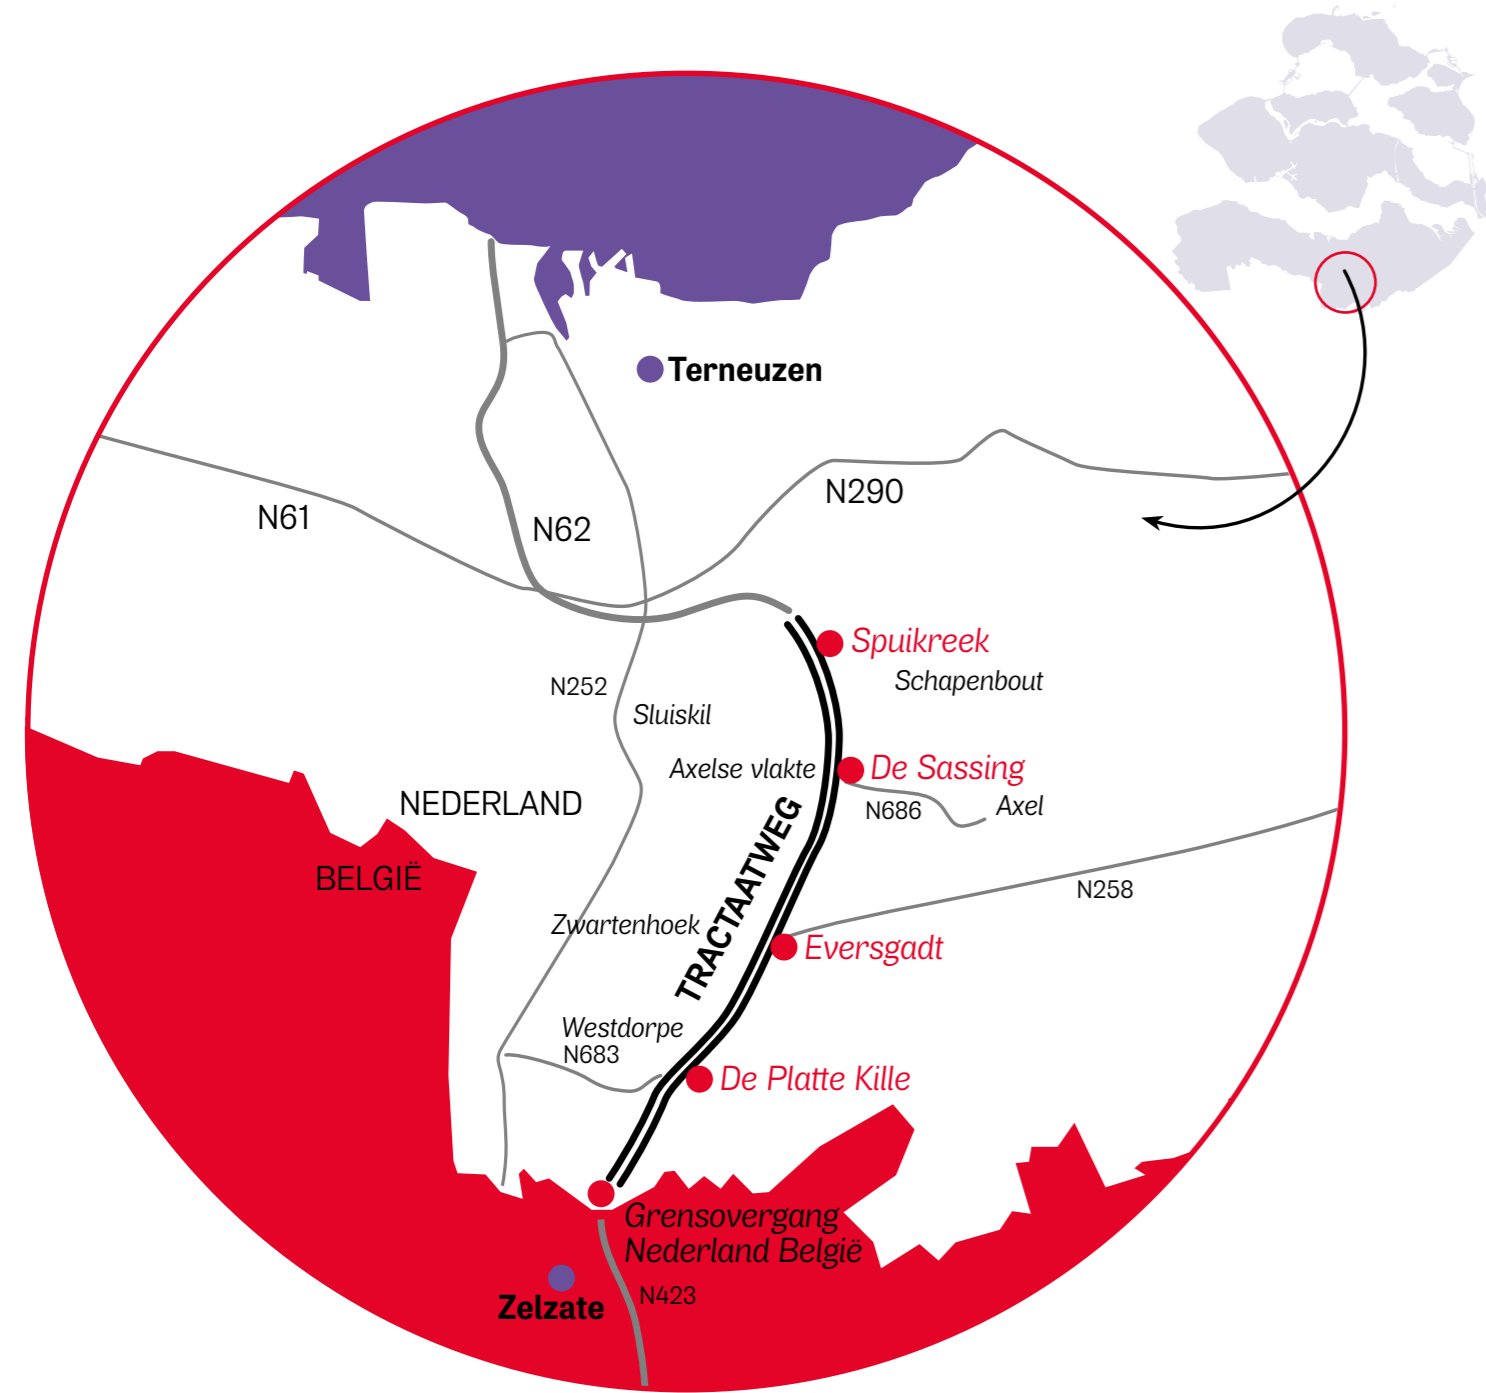 Terneuzen
N290
N61
N62
Spuikreek
Schapenbout
N252
Sluiskil
Axelse vlakte
De Sassing
NEDERLAND
N686
Axel
TRACTAATWEG
BELGIË
N258
Zwartenhoek
Eversgadt
Westdorpe
N683
De Platte Kille
Grensovergang
Nederland België
N423
Zelzate